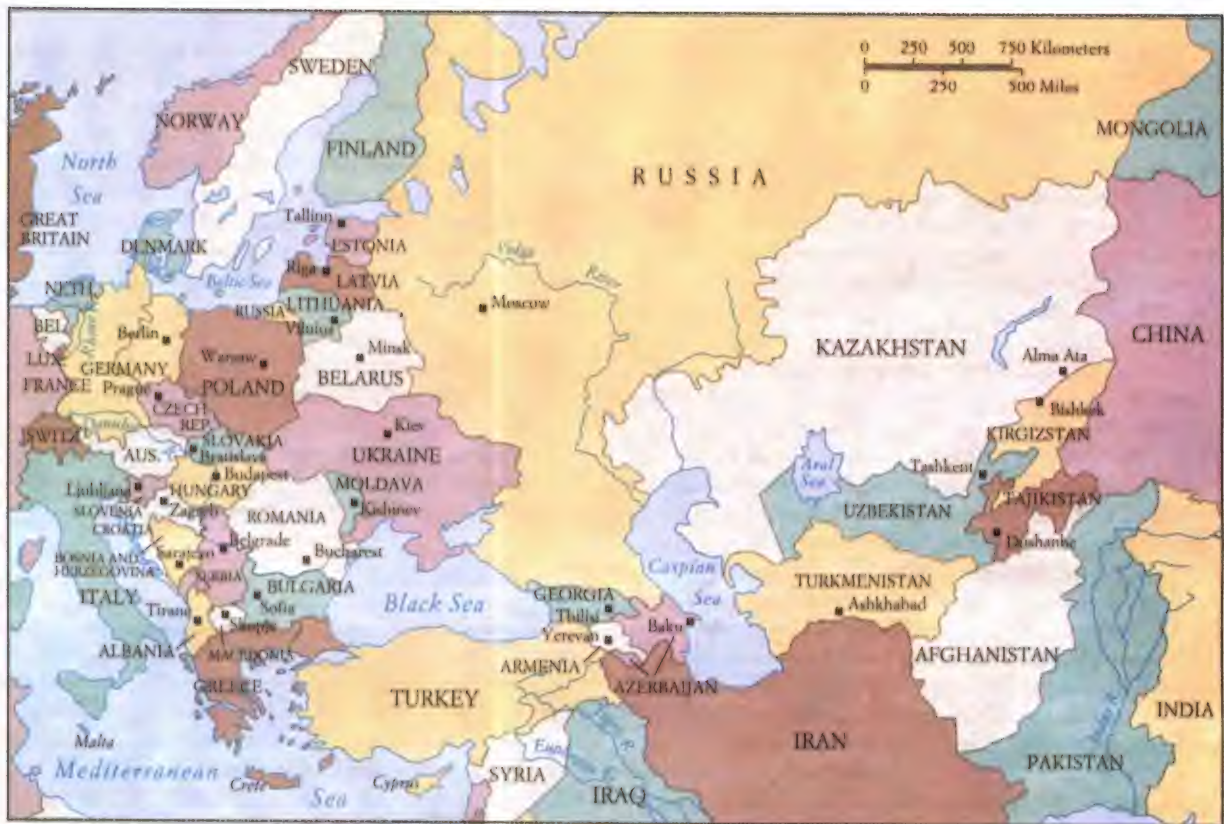 0 250 500 750 Kilometers
0 250 500 Miles
SWEDEN
NORWAY
FINLAND
MONGOLIA
North
Sea
RUSSIA
GREAT
BRITAIN
DENMARK
Tallinn
ESTONIA
Baltic Sea
Riga
LATVIA
Volga
River
NETH.
LITHUANIA
RUSSIA
Vilnius
Moscow
BEL.
Rhine R.
Berlin
Minsk
KAZAKHSTAN
CHINA
LUX.
GERMANY
Warsaw
POLAND
BELARUS
Alma Ata
FRANCE
Prague
CZECH
REP.
Bishkek
Danube
Kiev
KIRGIZSTAN
SWITZ.
AUS.
SLOVAKIA
Bratislava
UKRAINE
Aral
Sea
Tashkent
Budapest
Ljubljana
HUNGARY
MOLDAVA
TAJIKISTAN
SLOVENIA
Zagreb
Kishinev
UZBEKISTAN
CROATIA
ROMANIA
Dushanbe
BOSNIA AND
HERZEGOVINA
Sarajevo
Belgrade
Bucharest
Caspian
Sea
SERBIA
BULGARIA
TURKMENISTAN
ITALY
Sofia
Black Sea
GEORGIA
Tbilisi
Ashkhabad
Tirane
Skopje
Yerevan
Baku
ALBANIA
MACEDONIA
ARMENIA
AZERBAIJAN
AFGHANISTAN
GREECE
TURKEY
INDIA
Malta
IRAN
PAKISTAN
Mediterranean
Sea
Crete
Cyprus
SYRIA
IRAQ